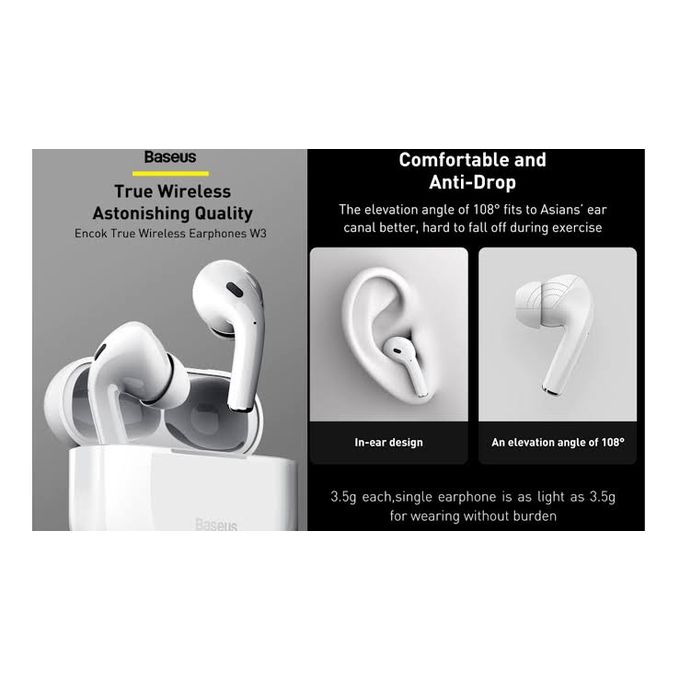 Baseus
True Wireless
Astonishing Quality
Encok True Wireless Earphones W3
Baseus
Comfortable and
Anti-Drop
The elevation angle of 108° fits to Asians' ear
canal better, hard to fall off during exercise
In-ear design
An elevation angle of 108°
3.5g each,single earphone is as light as 3.5g
for wearing without burden